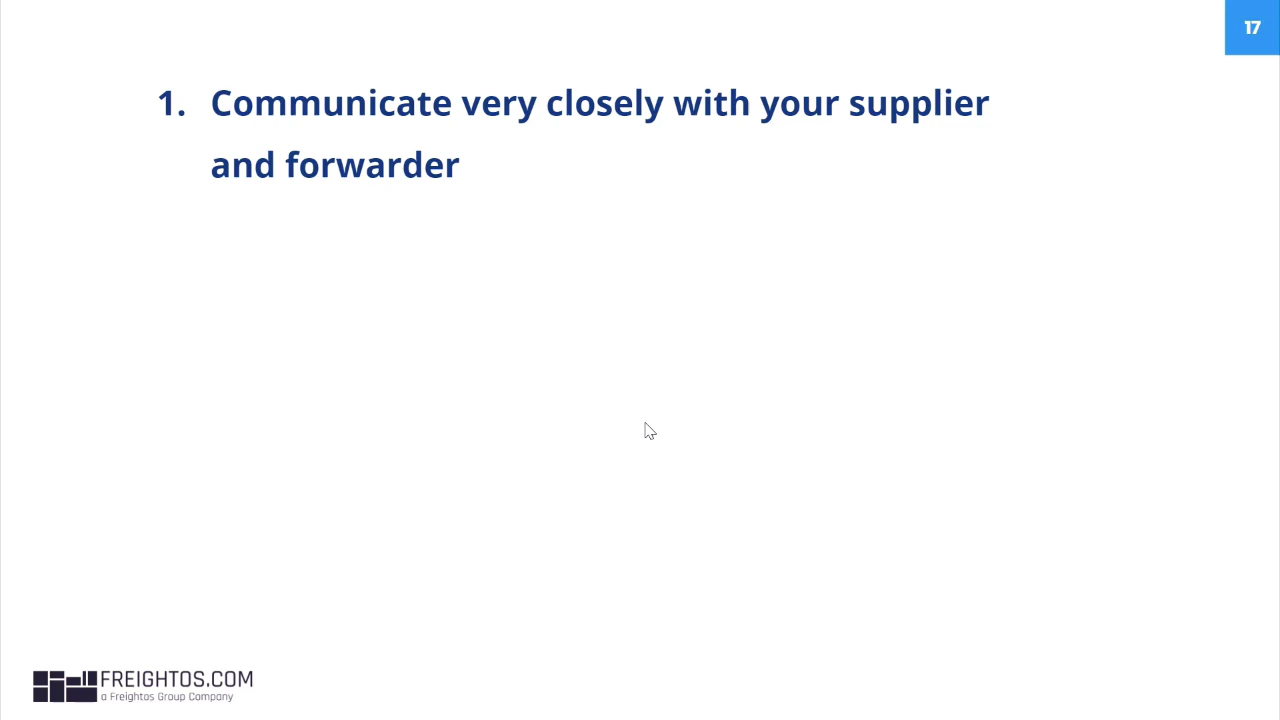 17
1. Communicate very closely with your supplier
and forwarder
FREIGHTOS.COM
a Freightos Group Company